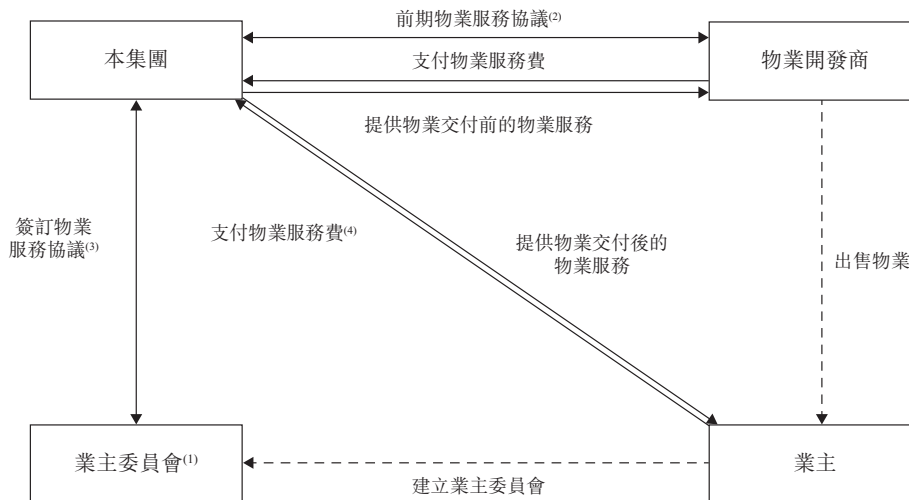 前期物業服務協議(2)
本集團
物業開發商
支付物業服務費
提供物業交付前的物業服務
簽訂物業
服務協議(3)
支付物業服務費(4)
提供物業交付後的
物業服務
出售物業
業主委員會(1)
業主
建立業主委員會